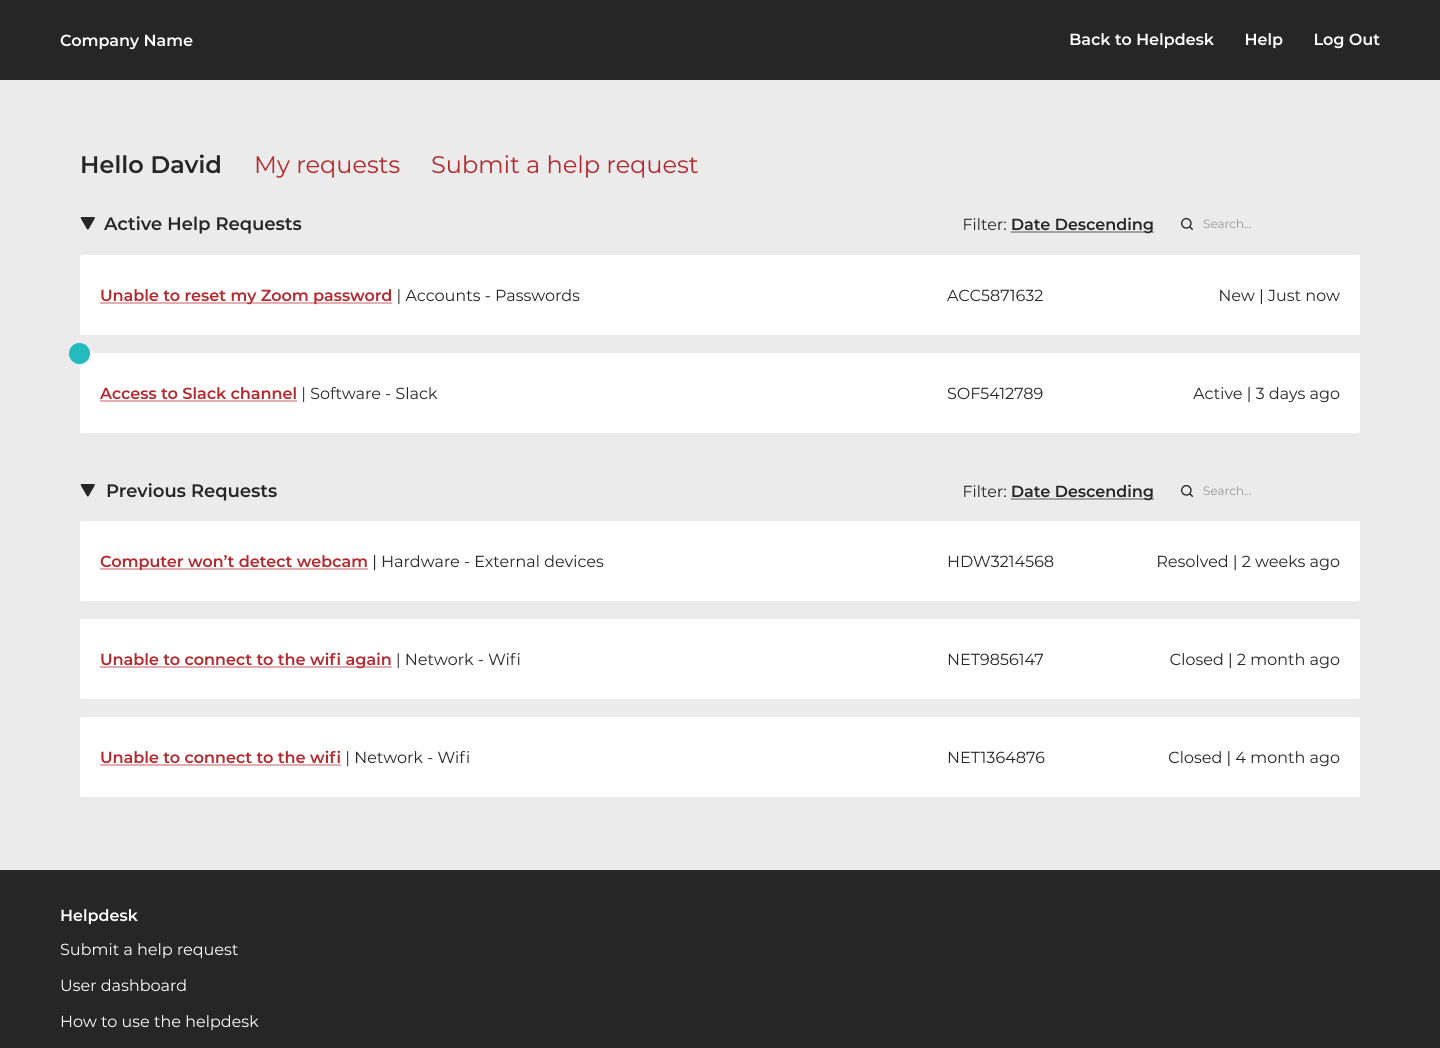 Company Name
Back to Helpdesk Help Log Out
Hello David My requests Submit a help request
Active Help Requests Filter: Date Descending Search...
Unable to reset my Zoom password | Accounts - Passwords ACC5871632 New | Just now
Access to Slack channel | Software - Slack SOF5412789 Active | 3 days ago
Previous Requests Filter: Date Descending Search...
Computer won’t detect webcam | Hardware - External devices HDW3214568 Resolved | 2 weeks ago
Unable to connect to the wifi again | Network - Wifi NET9856147 Closed | 2 month ago
Unable to connect to the wifi | Network - Wifi NET1364876 Closed | 4 month ago
Helpdesk
Submit a help request
User dashboard
How to use the helpdesk